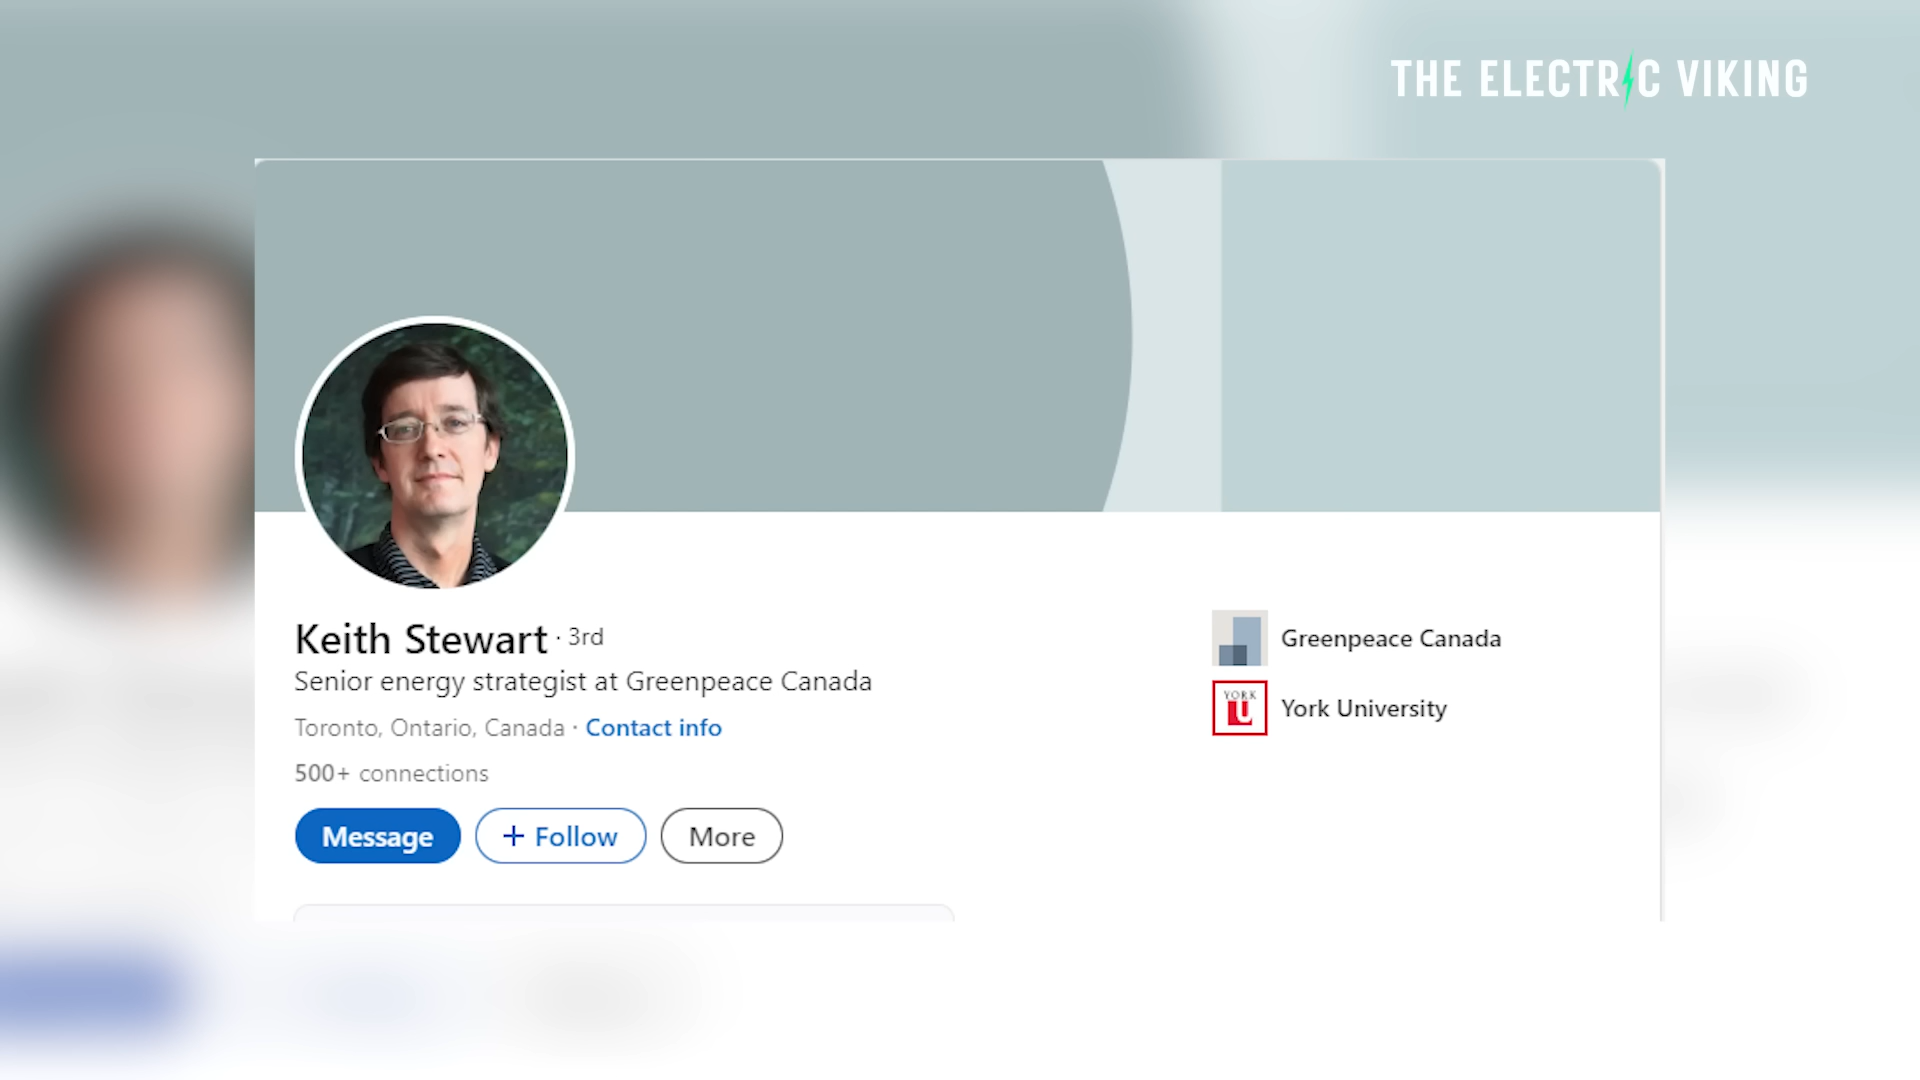 THE ELECTRIC VIKING
Keith Stewart · 3rd
Senior energy strategist at Greenpeace Canada
Toronto, Ontario, Canada · Contact info
500+ connections
Message
+ Follow
More
Greenpeace Canada
YORK
U
York University